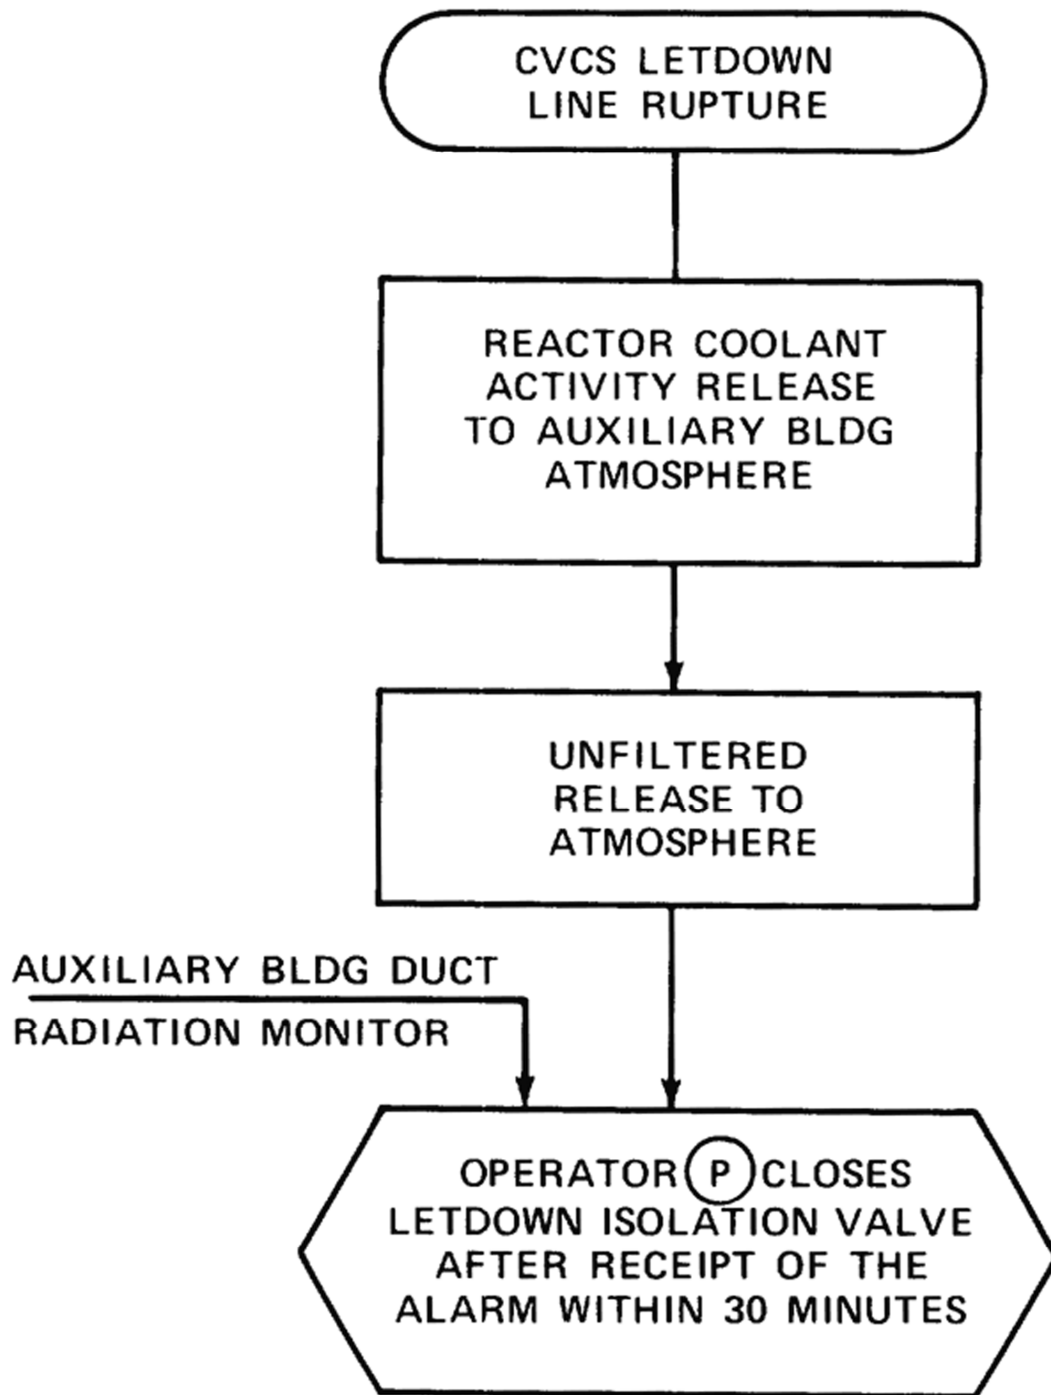 CVCS LETDOWN
LINE RUPTURE
REACTOR COOLANT
ACTIVITY RELEASE
TO AUXILIARY BLDG
ATMOSPHERE
UNFILTERED
RELEASE TO
ATMOSPHERE
AUXILIARY BLDG DUCT
RADIATION MONITOR
OPERATOR P CLOSES
LETDOWN ISOLATION VALVE
AFTER RECEIPT OF THE
ALARM WITHIN 30 MINUTES